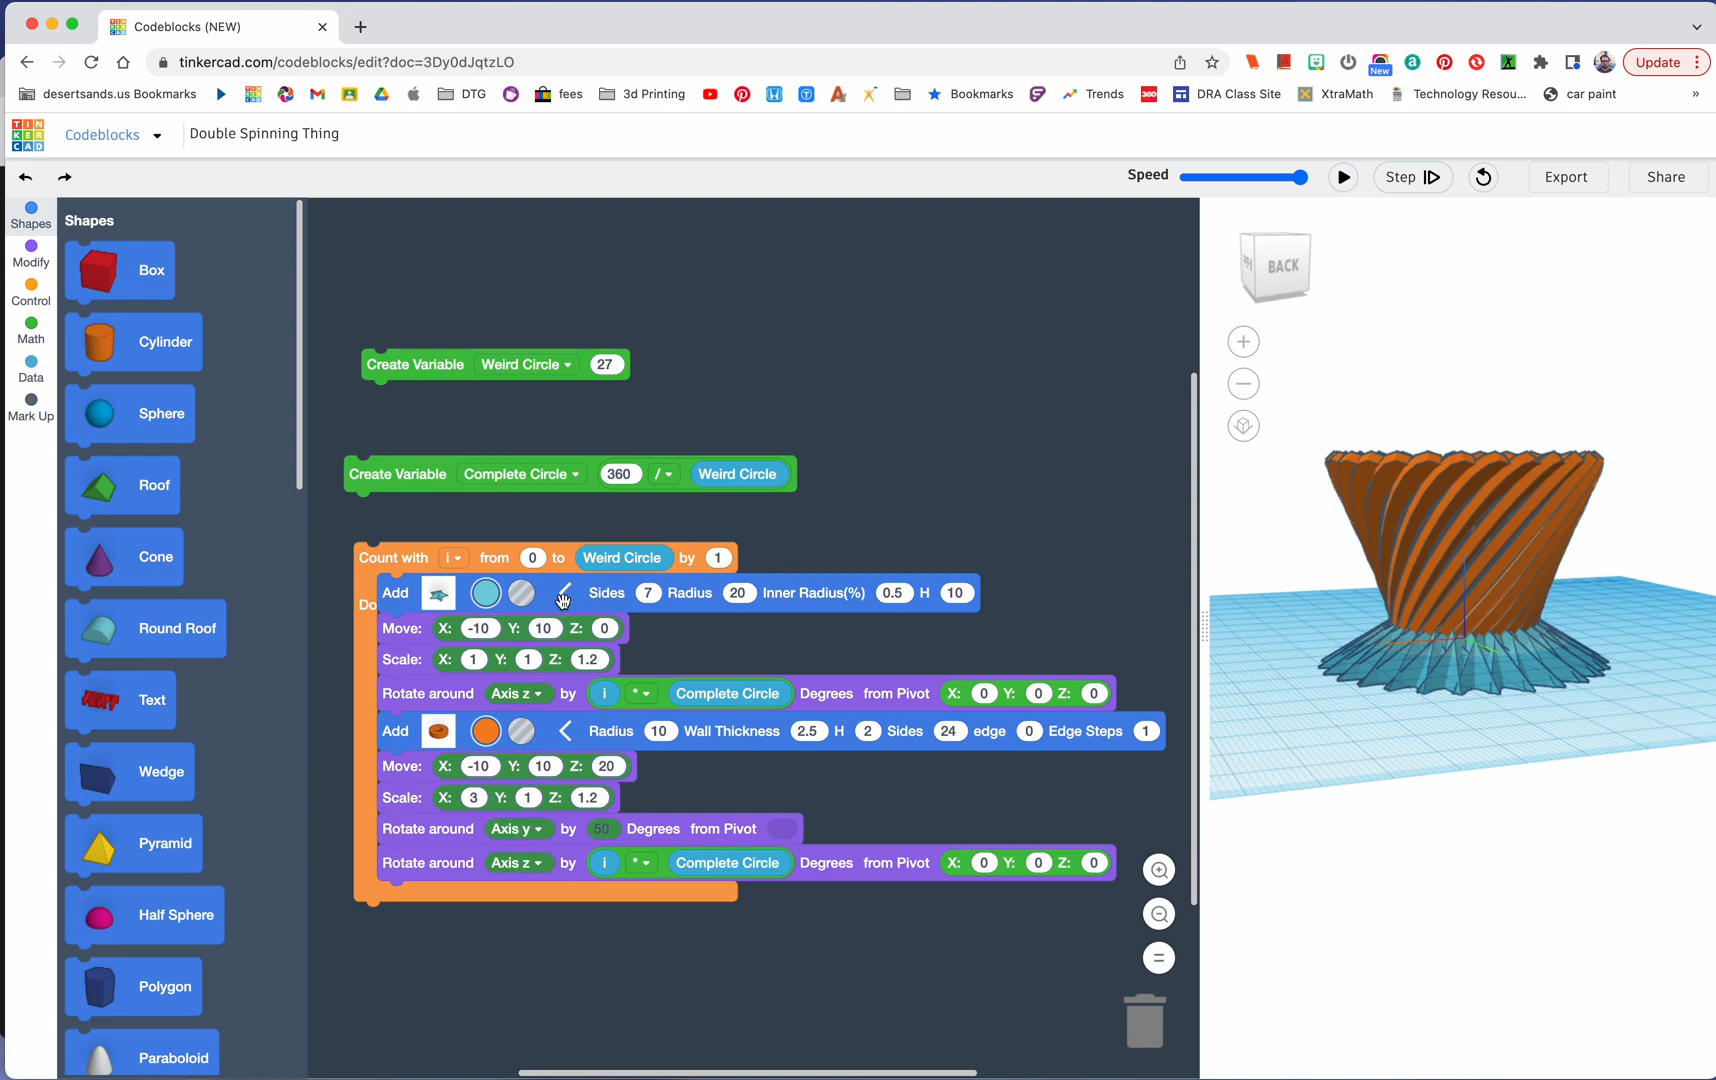 Codeblocks (NEW)
tinkercad.com/codeblocks/edit?doc=3Dy0dJqtzLO
New
Update
desertsands.us Bookmarks
DTG
fees
3d Printing
Bookmarks
Trends
360
DRA Class Site
XtraMath
Technology Resou...
car paint
»
TIN
KER
CAD
Codeblocks
Double Spinning Thing
Speed
Step
Export
Share
Shapes
Modify
Control
Math
Data
Mark Up
Shapes
Box
Cylinder
Sphere
Roof
Cone
Round Roof
Text
Wedge
Pyramid
Half Sphere
Polygon
Paraboloid
Create Variable Weird Circle 27
Create Variable Complete Circle 360 / Weird Circle
Count with i from 0 to Weird Circle by 1
Do
Add Sides 7 Radius 20 Inner Radius(%) 0.5 H 10
Move: X: -10 Y: 10 Z: 0
Scale: X: 1 Y: 1 Z: 1.2
Rotate around Axis z by i * Complete Circle Degrees from Pivot X: 0 Y: 0 Z: 0
Add Radius 10 Wall Thickness 2.5 H 2 Sides 24 edge 0 Edge Steps 1
Move: X: -10 Y: 10 Z: 20
Scale: X: 3 Y: 1 Z: 1.2
Rotate around Axis y by 50 Degrees from Pivot
Rotate around Axis z by i * Complete Circle Degrees from Pivot X: 0 Y: 0 Z: 0
=
BACK